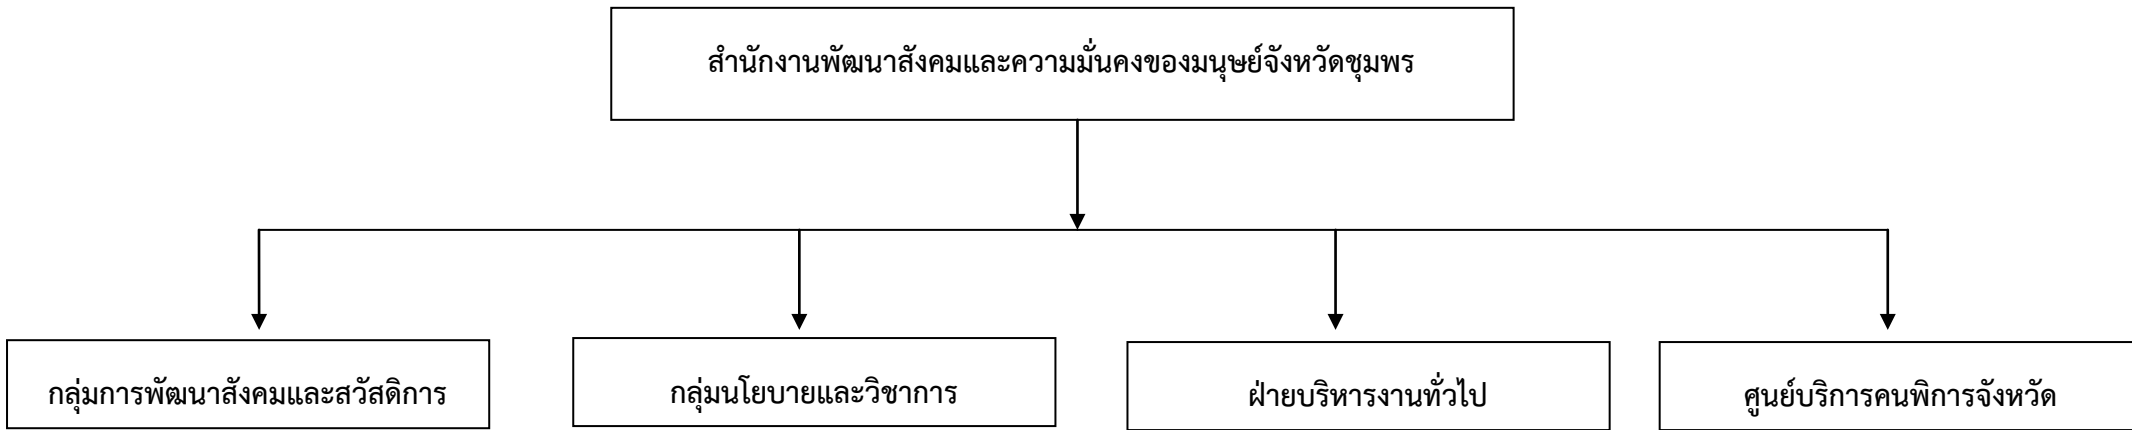 สำนักงานพัฒนาสังคมและความมั่นคงของมนุษย์จังหวัดชุมพร
กลุ่มการพัฒนาสังคมและสวัสดิการ
กลุ่มนโยบายและวิชาการ
ฝ่ายบริหารงานทั่วไป
ศูนย์บริการคนพิการจังหวัด